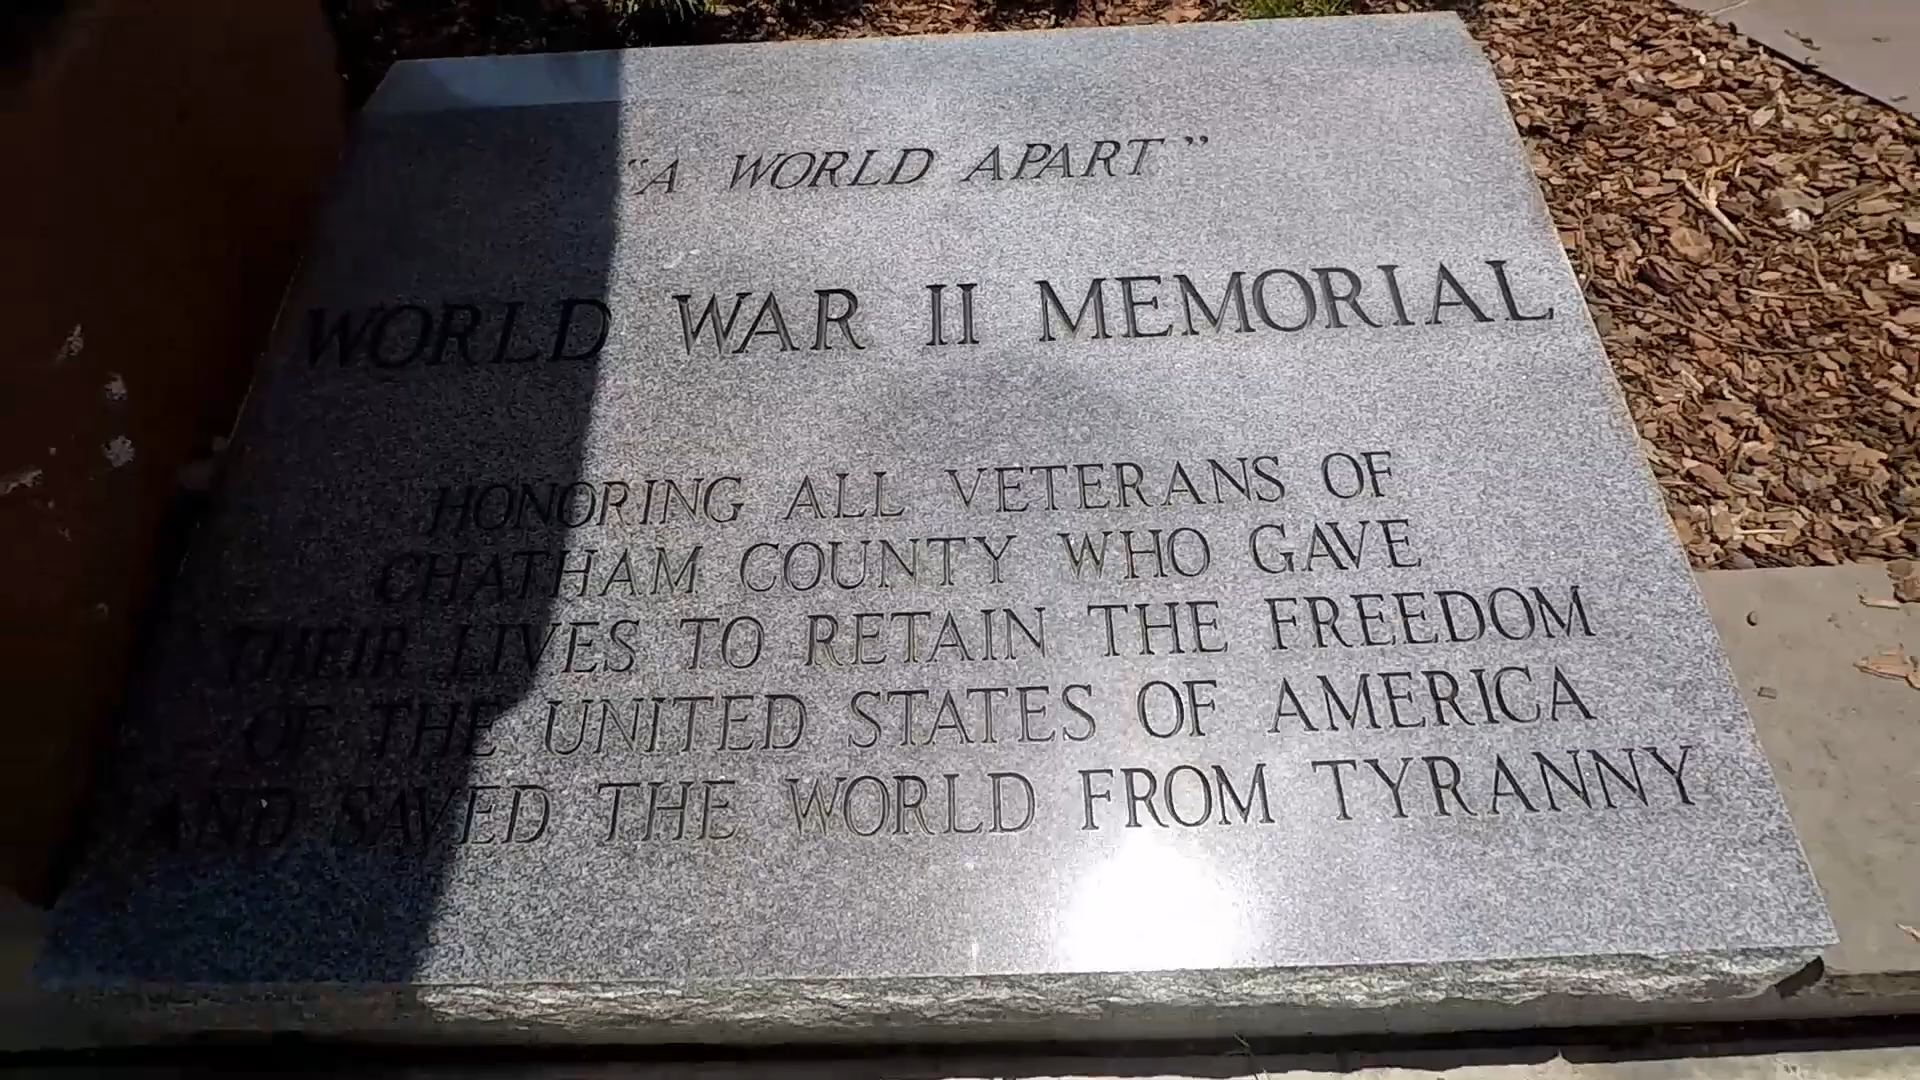 "A WORLD APART"
WORLD WAR II MEMORIAL
HONORING ALL VETERANS OF
CHATHAM COUNTY WHO GAVE
THEIR LIVES TO RETAIN THE FREEDOM
OF THE UNITED STATES OF AMERICA
AND SAVED THE WORLD FROM TYRANNY